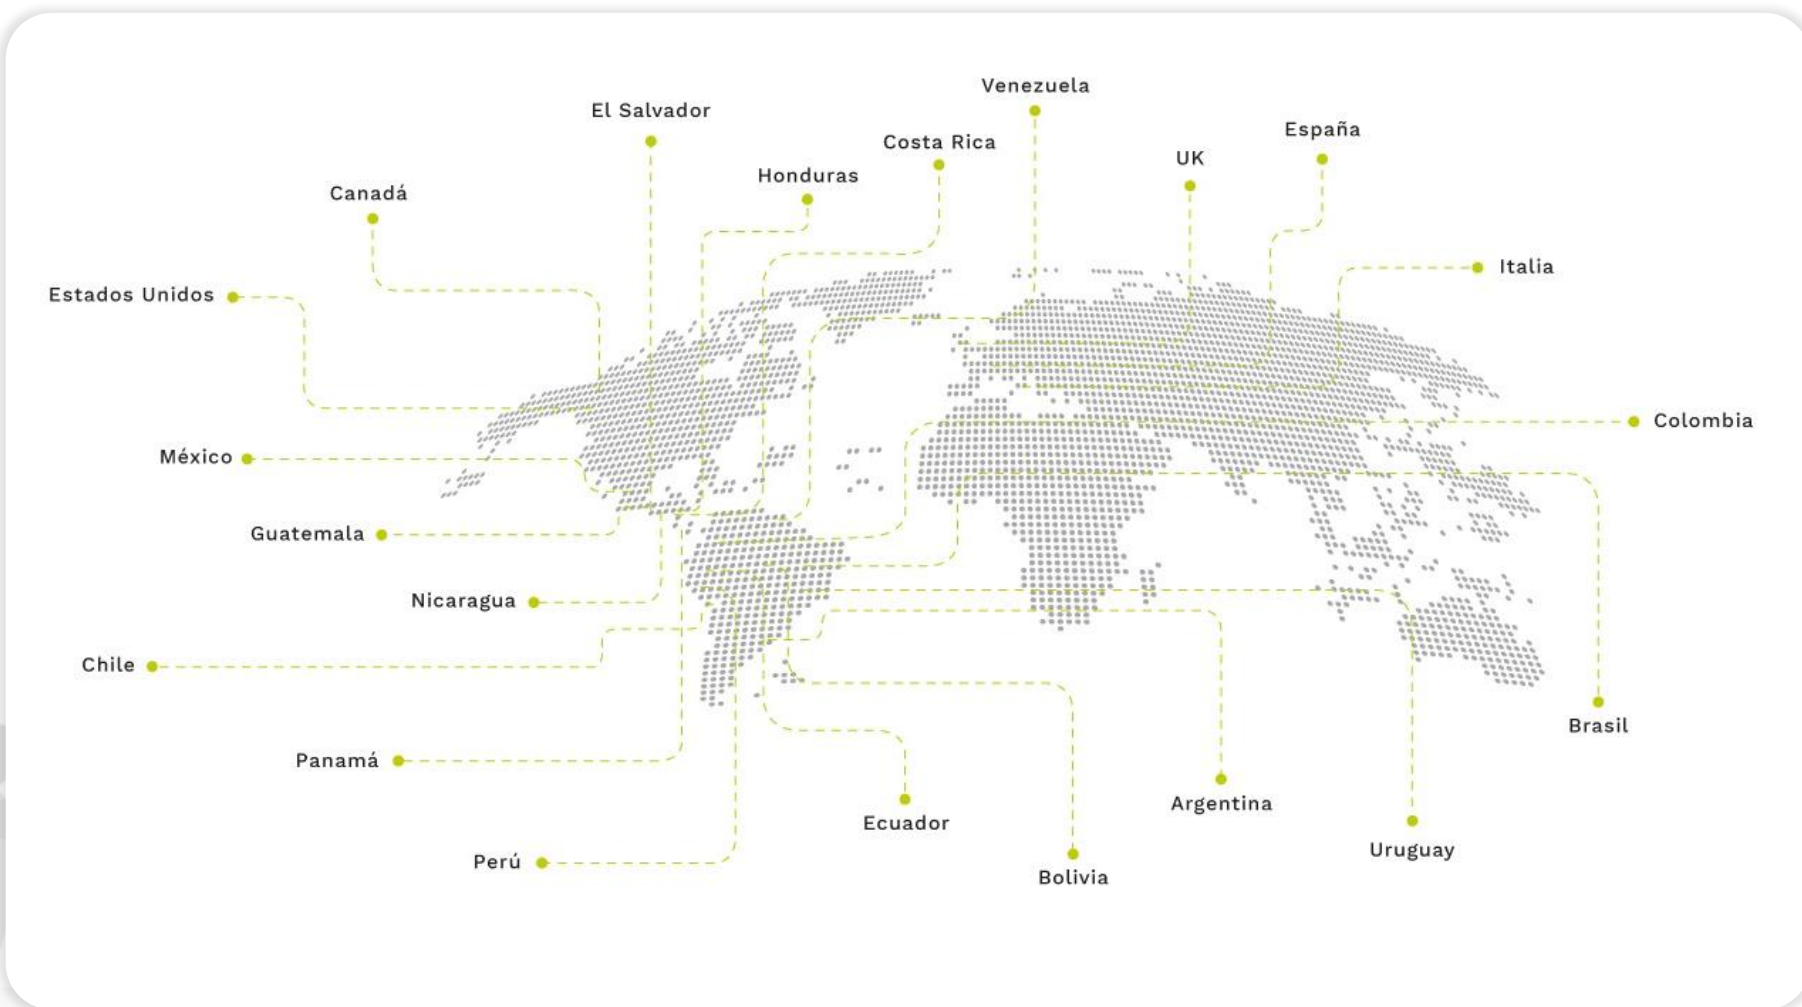 Venezuela
El Salvador
España
Costa Rica
UK
Honduras
Canadá
Italia
Estados Unidos
Colombia
México
Guatemala
Nicaragua
Chile
Brasil
Panamá
Argentina
Ecuador
Uruguay
Perú
Bolivia